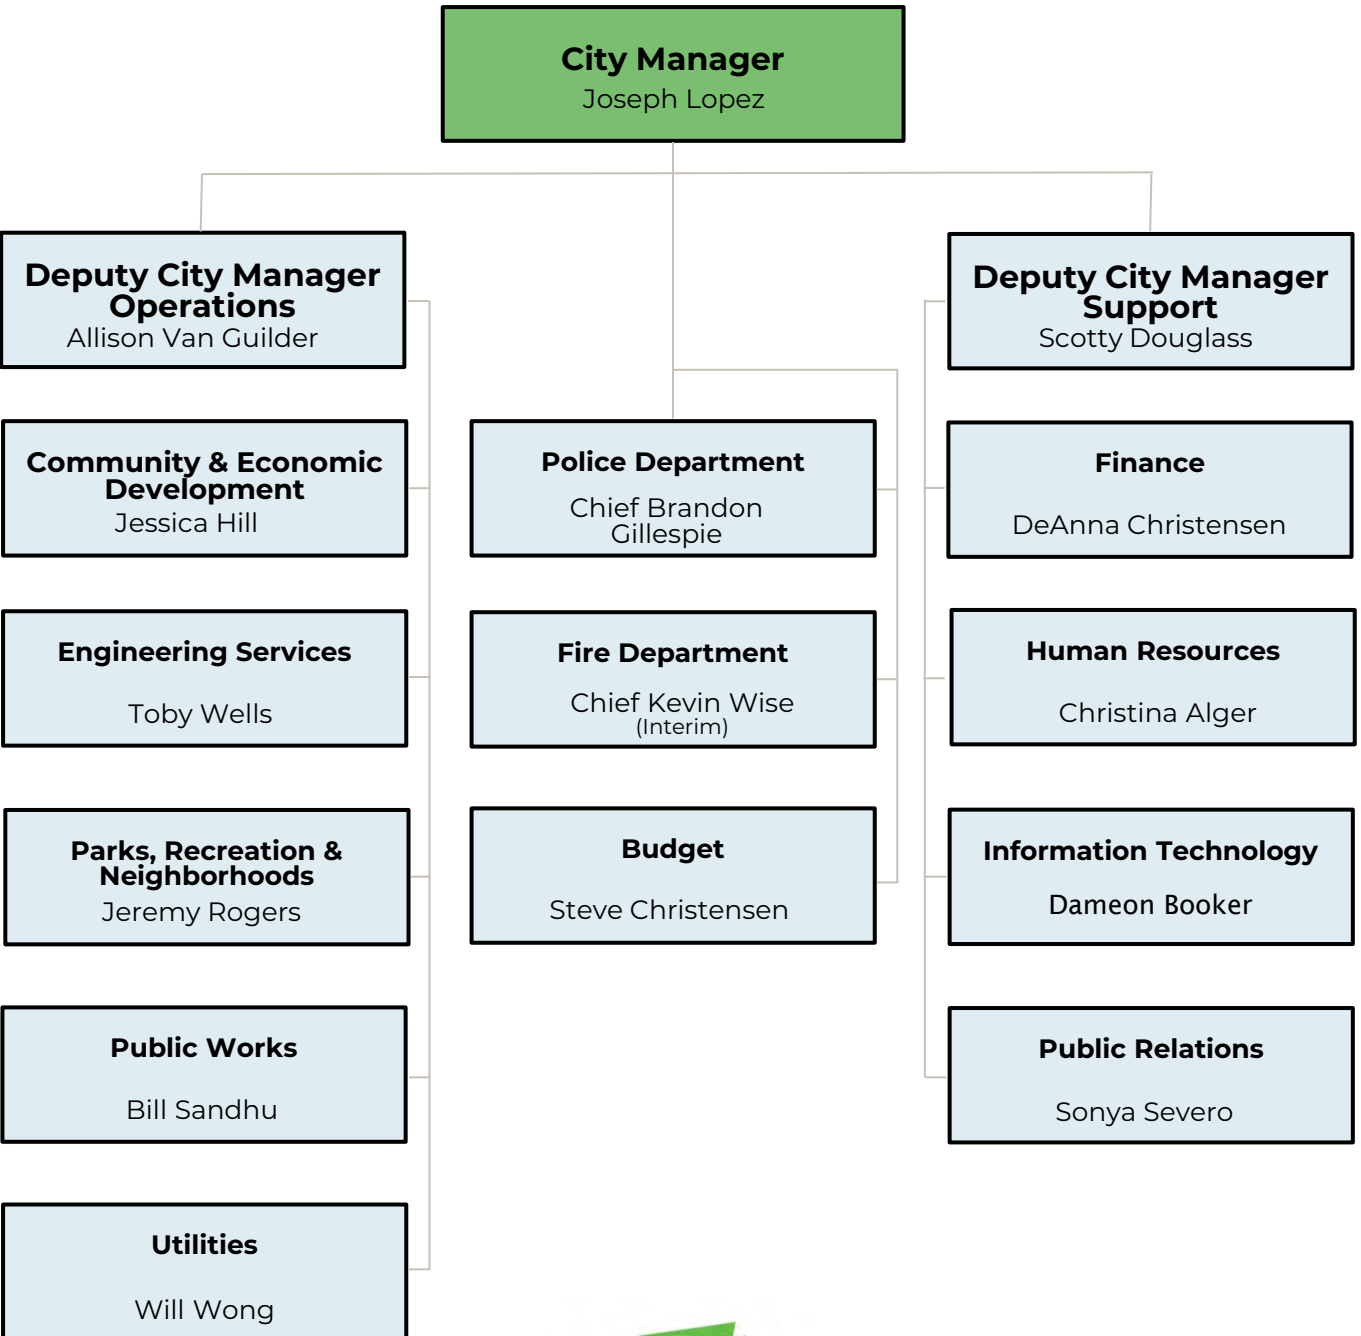 City Manager
Joseph Lopez
Deputy City Manager
Operations
Allison Van Guilder
Deputy City Manager
Support
Scotty Douglass
Community & Economic
Development
Jessica Hill
Police Department
Chief Brandon
Gillespie
Finance
DeAnna Christensen
Engineering Services
Toby Wells
Fire Department
Chief Kevin Wise
(Interim)
Human Resources
Christina Alger
Parks, Recreation &
Neighborhoods
Jeremy Rogers
Budget
Steve Christensen
Information Technology
Dameon Booker
Public Works
Bill Sandhu
Public Relations
Sonya Severo
Utilities
Will Wong